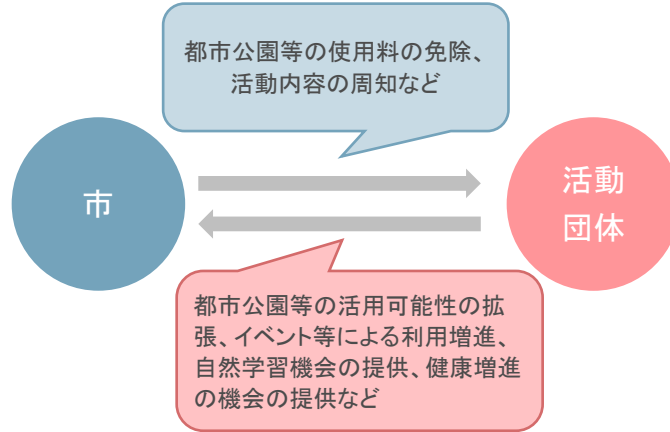 都市公園等の使用料の免除、
活動内容の周知など
市
活動
団体
都市公園等の活用可能性の拡
張、イベント等による利用増進、
自然学習機会の提供、健康増進
の機会の提供など